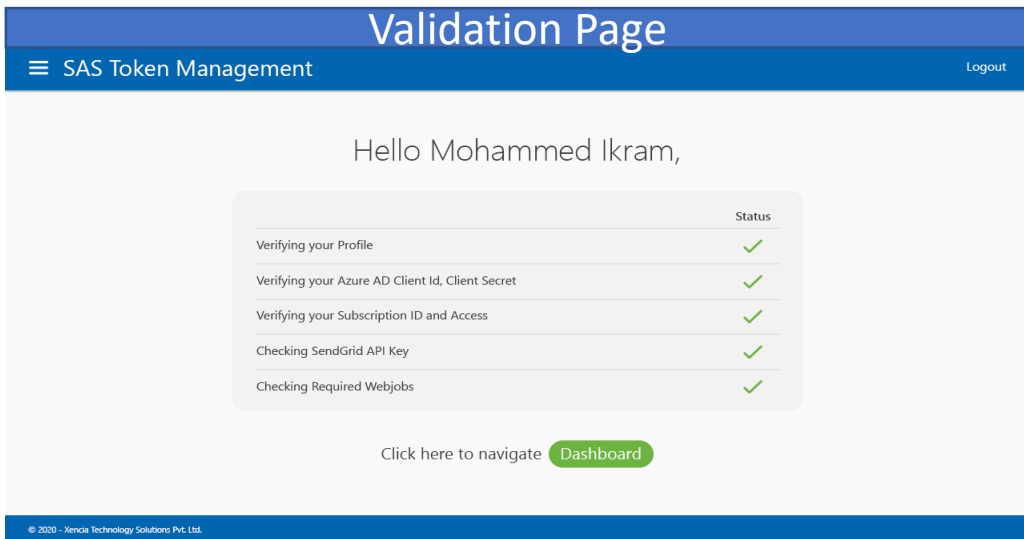 Validation Page
SAS Token Management
Logout
Hello Mohammed Ikram,
Status
Verifying your Profile
Verifying your Azure AD Client Id, Client Secret
Verifying your Subscription ID and Access
Checking SendGrid API Key
Checking Required Webjobs
Click here to navigate Dashboard
© 2020 - Xencia Technology Solutions Pvt. Ltd.